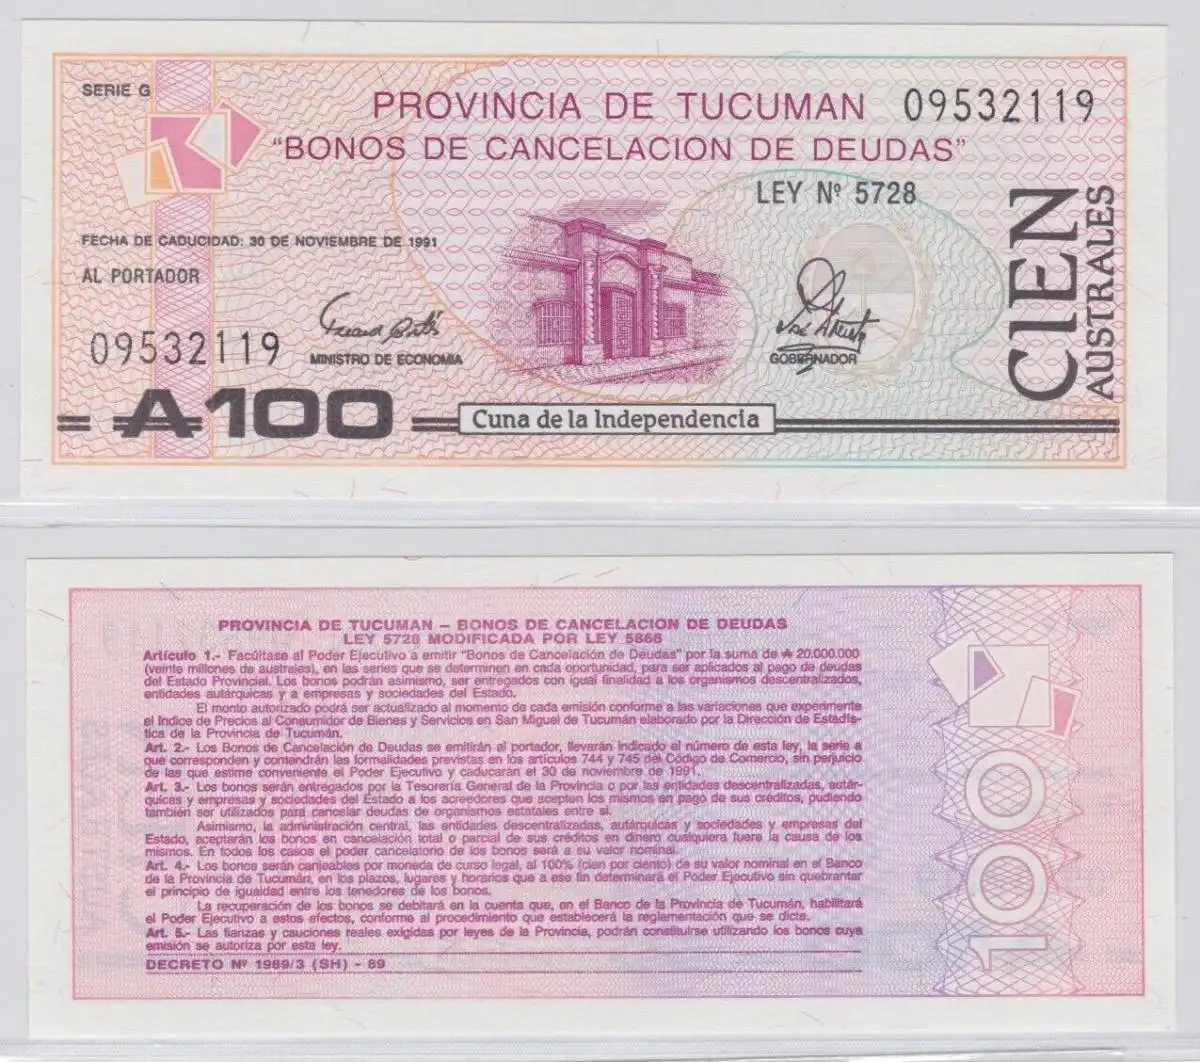 SERIE G
PROVINCIA DE TUCUMAN 09532119
“BONOS DE CANCELACION DE DEUDAS”
LEY Nº 5728
FECHA DE CADUCIDAD: 30 DE NOVIEMBRE DE 1991
AL PORTADOR
09532119
MINISTRO DE ECONOMIA
GOBERNADOR
CIEN
AUSTRALES
₳100
Cuna de la Independencia
PROVINCIA DE TUCUMAN – BONOS DE CANCELACION DE DEUDAS
LEY 5728 MODIFICADA POR LEY 5866
Artículo 1.- Facúltase al Poder Ejecutivo a emitir “Bonos de Cancelación de Deudas” por la suma de ₳ 20.000.000
(veinte millones de australes), en las series que se determinen en cada oportunidad, para ser aplicados al pago de deudas
del Estado Provincial. Los bonos podrán asimismo, ser entregados con igual finalidad a los organismos descentralizados,
entidades autárquicas y a empresas y sociedades del Estado.
El monto autorizado podrá ser actualizado al momento de cada emisión conforme a las variaciones que experimente
el Indice de Precios al Consumidor de Bienes y Servicios en San Miguel de Tucumán elaborado por la Dirección de Estadís-
tica de la Provincia de Tucumán.
Art. 2.- Los Bonos de Cancelación de Deudas se emitirán al portador, llevarán indicado el número de esta ley, la serie a
que corresponden y contendrán las formalidades previstas en los artículos 744 y 745 del Código de Comercio, sin perjuicio
de las que estime conveniente el Poder Ejecutivo y caducarán el 30 de noviembre de 1991.
Art. 3.- Los bonos serán entregados por la Tesorería General de la Provincia o por las entidades descentralizadas, autár-
quicas y empresas y sociedades del Estado a los acreedores que acepten los mismos en pago de sus créditos, pudiendo
también ser utilizados para cancelar deudas de organismos estatales entre sí.
Asimismo, la administración central, las entidades descentralizadas, autárquicas y sociedades y empresas del
Estado, aceptarán los bonos en cancelación total o parcial de sus créditos en dinero cualquiera fuere la causa de los
mismos. En todos los casos el poder cancelatorio de los bonos será a su valor nominal.
Art. 4.- Los bonos serán canjeables por moneda de curso legal, al 100% (cien por ciento) de su valor nominal en el Banco
de la Provincia de Tucumán, en los plazos, lugares y horarios que a ese fin determinará el Poder Ejecutivo sin quebrantar
el principio de igualdad entre los tenedores de los bonos.
La recuperación de los bonos se debitará en la cuenta que, en el Banco de la Provincia de Tucumán, habilitará
el Poder Ejecutivo a estos efectos, conforme al procedimiento que establecerá la reglamentación que se dicte.
Art. 5.- Las fianzas y cauciones reales exigidas por leyes de la Provincia, podrán constituirse utilizando los bonos cuya
emisión se autoriza por esta ley.
DECRETO Nº 1989/3 (SH) - 89
100